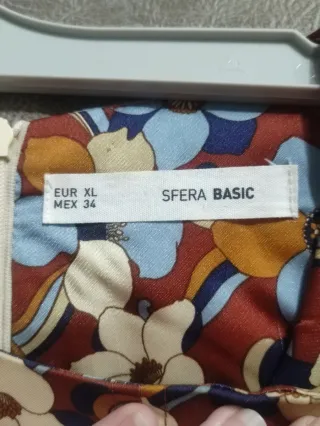 EUR XL
MEX 34
SFERA BASIC